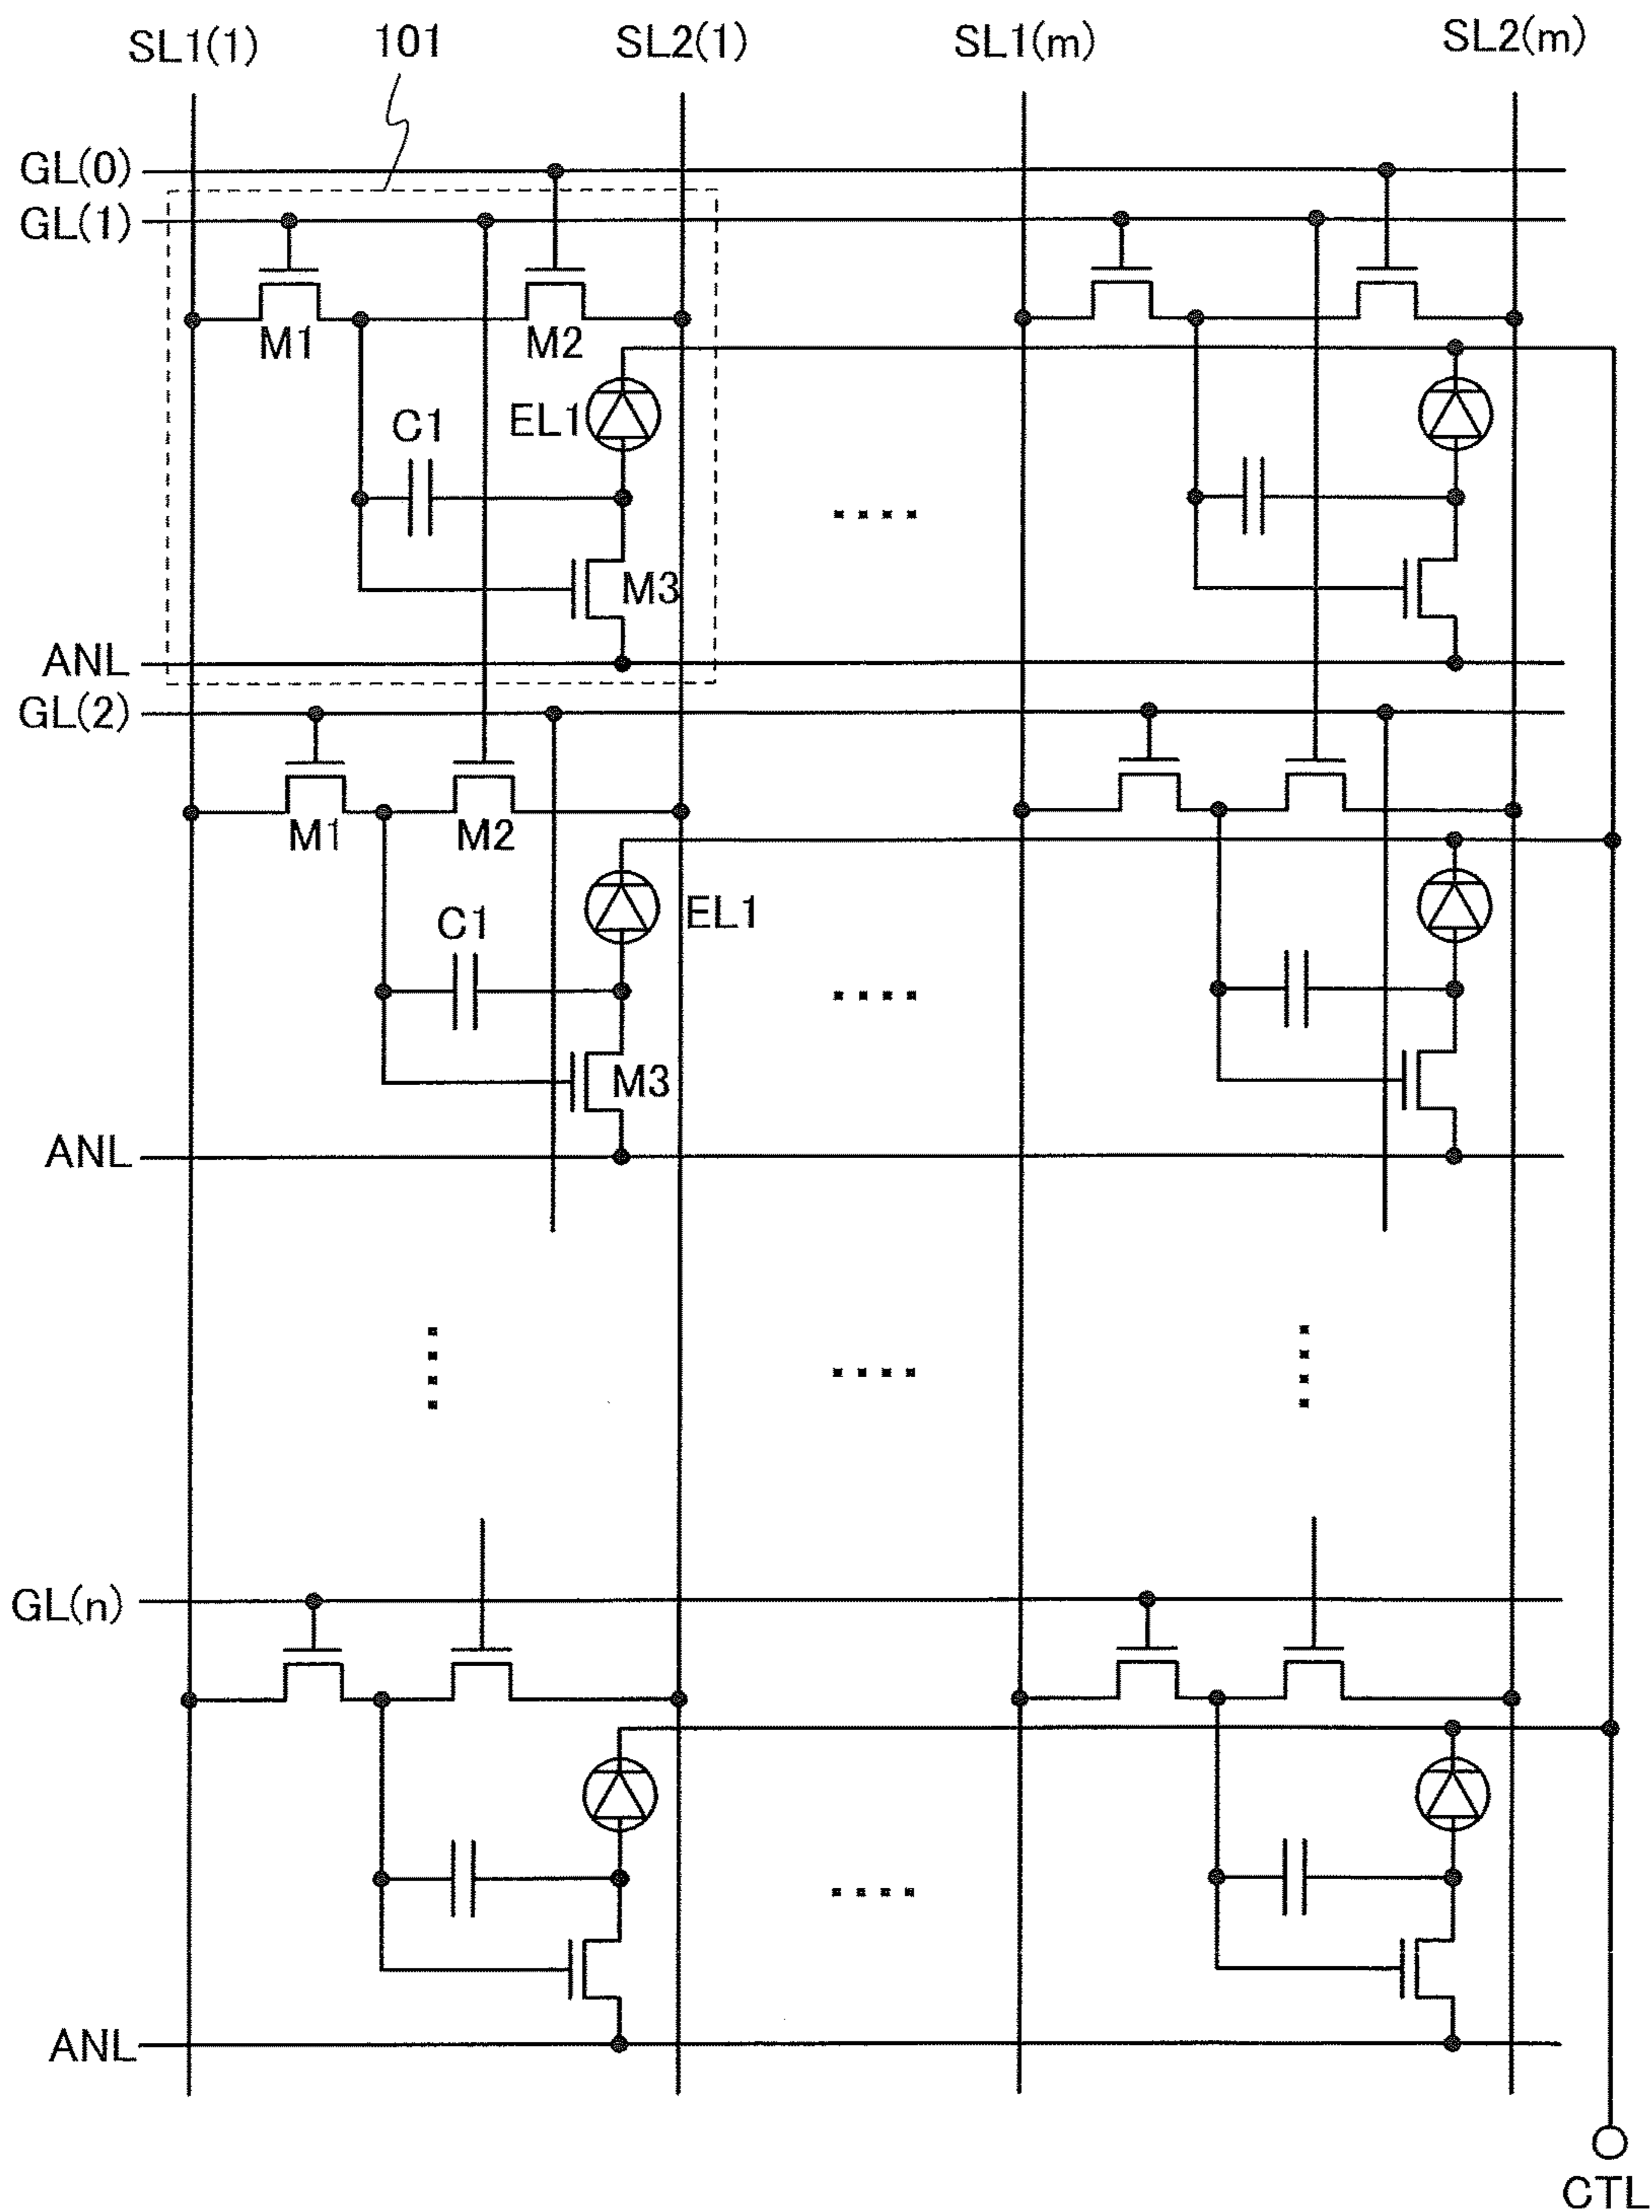 SL1(1) 101 SL2(1) SL1(m) SL2(m)
GL(0)
GL(1)
M1 M2
C1 EL1
M3
ANL
GL(2)
M1 M2
C1 EL1
M3
ANL
GL(n)
ANL
CTL